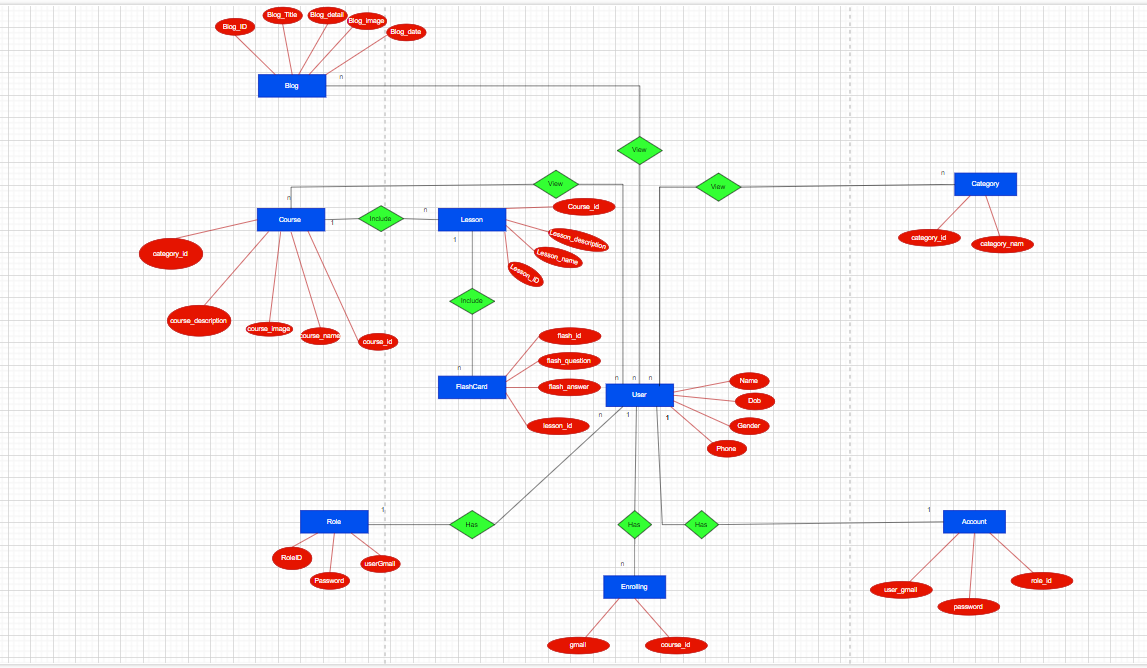 Blog_ID
Blog_Title
Blog_detail
Blog_image
Blog_date
Blog
n
View
View
View
n
Category
n
Course
1
Include
n
Lesson
Course_id
Lesson_description
Lesson_name
Lesson_ID
1
category_id
category_nam
category_id
course_description
course_image
course_name
course_id
Include
n
FlashCard
flash_id
flash_question
flash_answer
lesson_id
n
n
n
User
n
1
1
Name
Dob
Gender
Phone
Role
1
Has
Has
Has
1
Account
RoleID
Password
userGmail
n
Enrolling
gmail
course_id
user_gmail
password
role_id